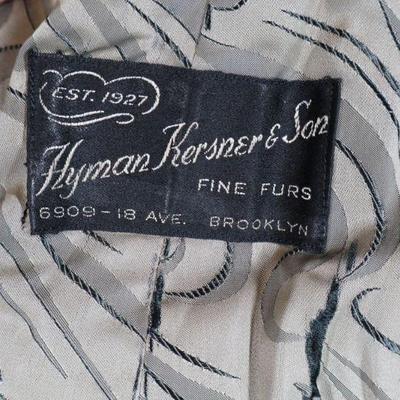 EST. 1927
Hyman Kersner & Son
FINE FURS
6909-18 AVE. BROOKLYN